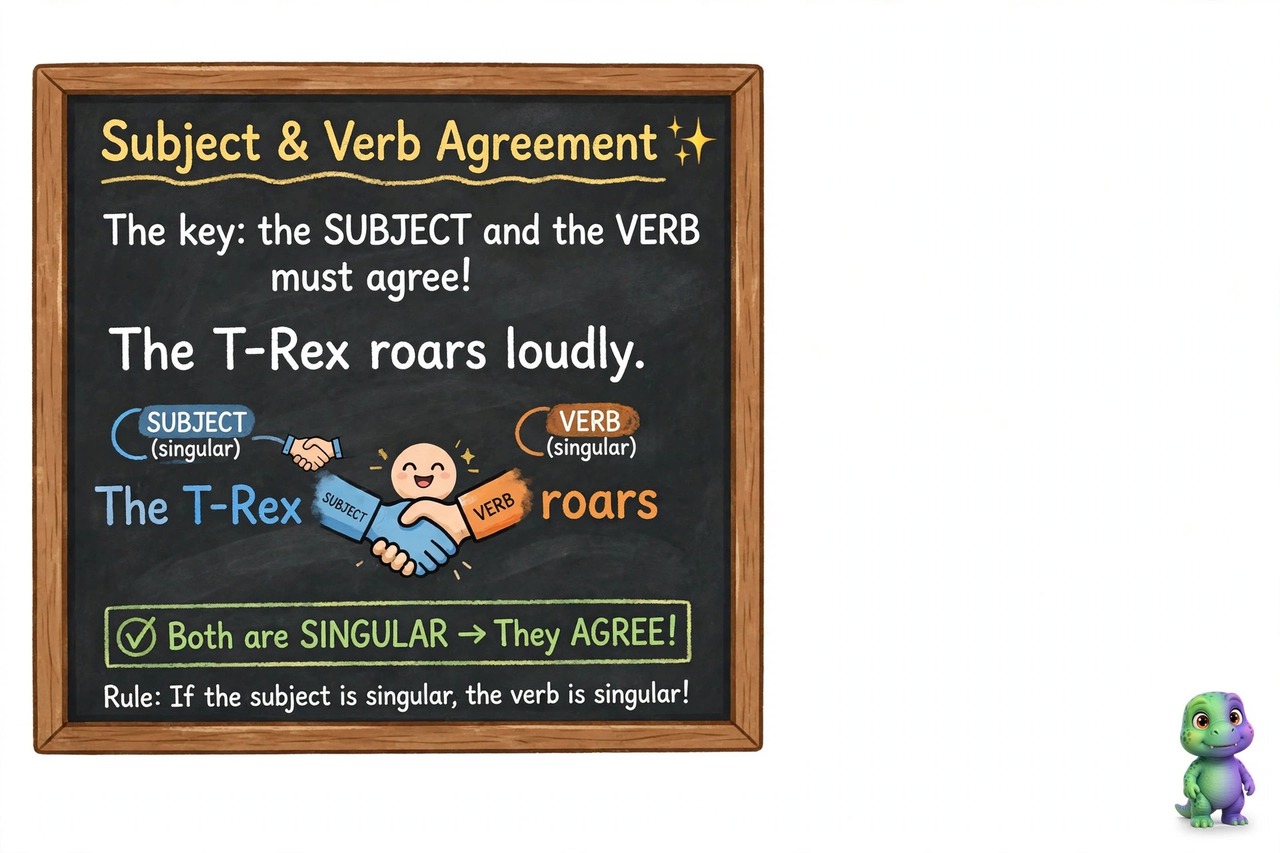 Subject & Verb Agreement
The key: the SUBJECT and the VERB
must agree!
The T-Rex roars loudly.
SUBJECT
(singular)
VERB
(singular)
The T-Rex
SUBJECT
VERB
roars
Both are SINGULAR → They AGREE!
Rule: If the subject is singular, the verb is singular!